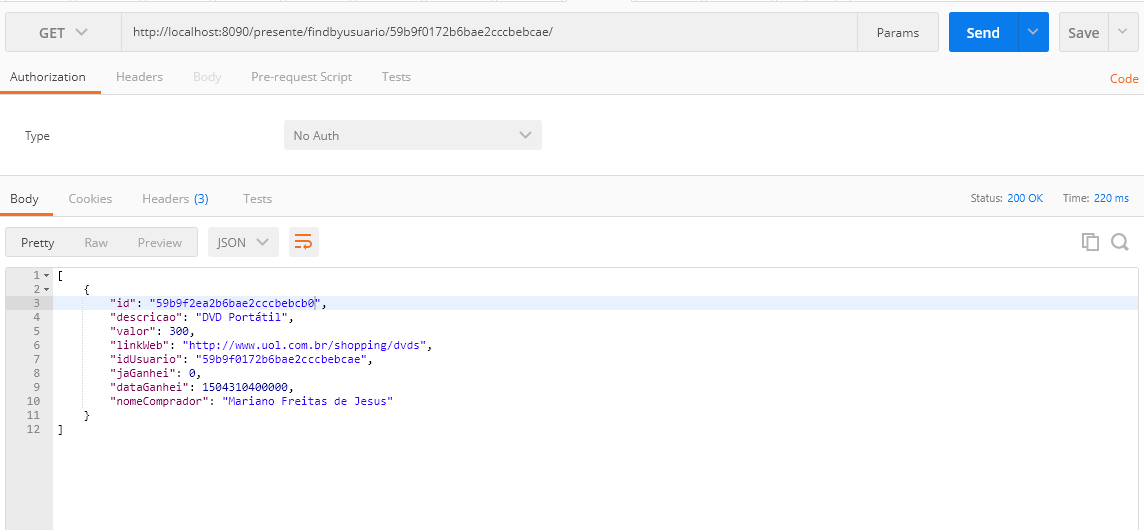 GET http://localhost:8090/presente/findbyusuario/59b9f0172b6bae2cccbebcae/ Params Send Save
Authorization Headers Body Pre-request Script Tests Code
Type No Auth
Body Cookies Headers (3) Tests Status: 200 OK Time: 220 ms
Pretty Raw Preview JSON
1 [
2 {
3 "id": "59b9f2ea2b6bae2cccbebcb0",
4 "descricao": "DVD Portátil",
5 "valor": 300,
6 "linkWeb": "http://www.uol.com.br/shopping/dvds",
7 "idUsuario": "59b9f0172b6bae2cccbebcae",
8 "jaGanhei": 0,
9 "dataGanhei": 1504310400000,
10 "nomeComprador": "Mariano Freitas de Jesus"
11 }
12 ]